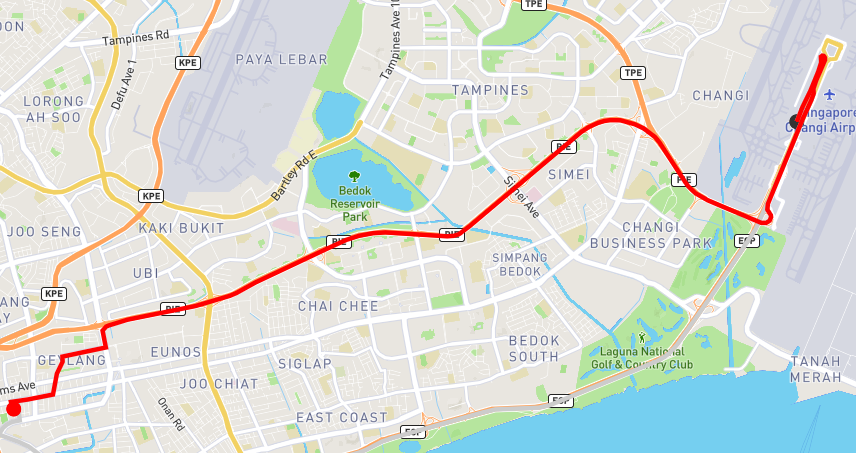 TPE
Tampines Rd
KPE
Tampines Ave 10
PAYA LEBAR
Defu Ave 1
TPE
TAMPINES
CHANGI
LORONG
AH SOO
Singapore
Changi Airp
PIE
Bartley Rd E
SIMEI
PIE
Simei Ave
Bedok
Reservoir
Park
KPE
JOO SENG
KAKI BUKIT
CHANGI
BUSINESS PARK
PIE
PIE
ECP
UBI
SIMPANG
BEDOK
KPE
CHAI CHEE
PIE
EUNOS
SIGLAP
BEDOK
SOUTH
Laguna National
Golf & Country Club
TANAH
MERAH
JOO CHIAT
ms Ave
Onan Rd
EAST COAST
ECP
ECP